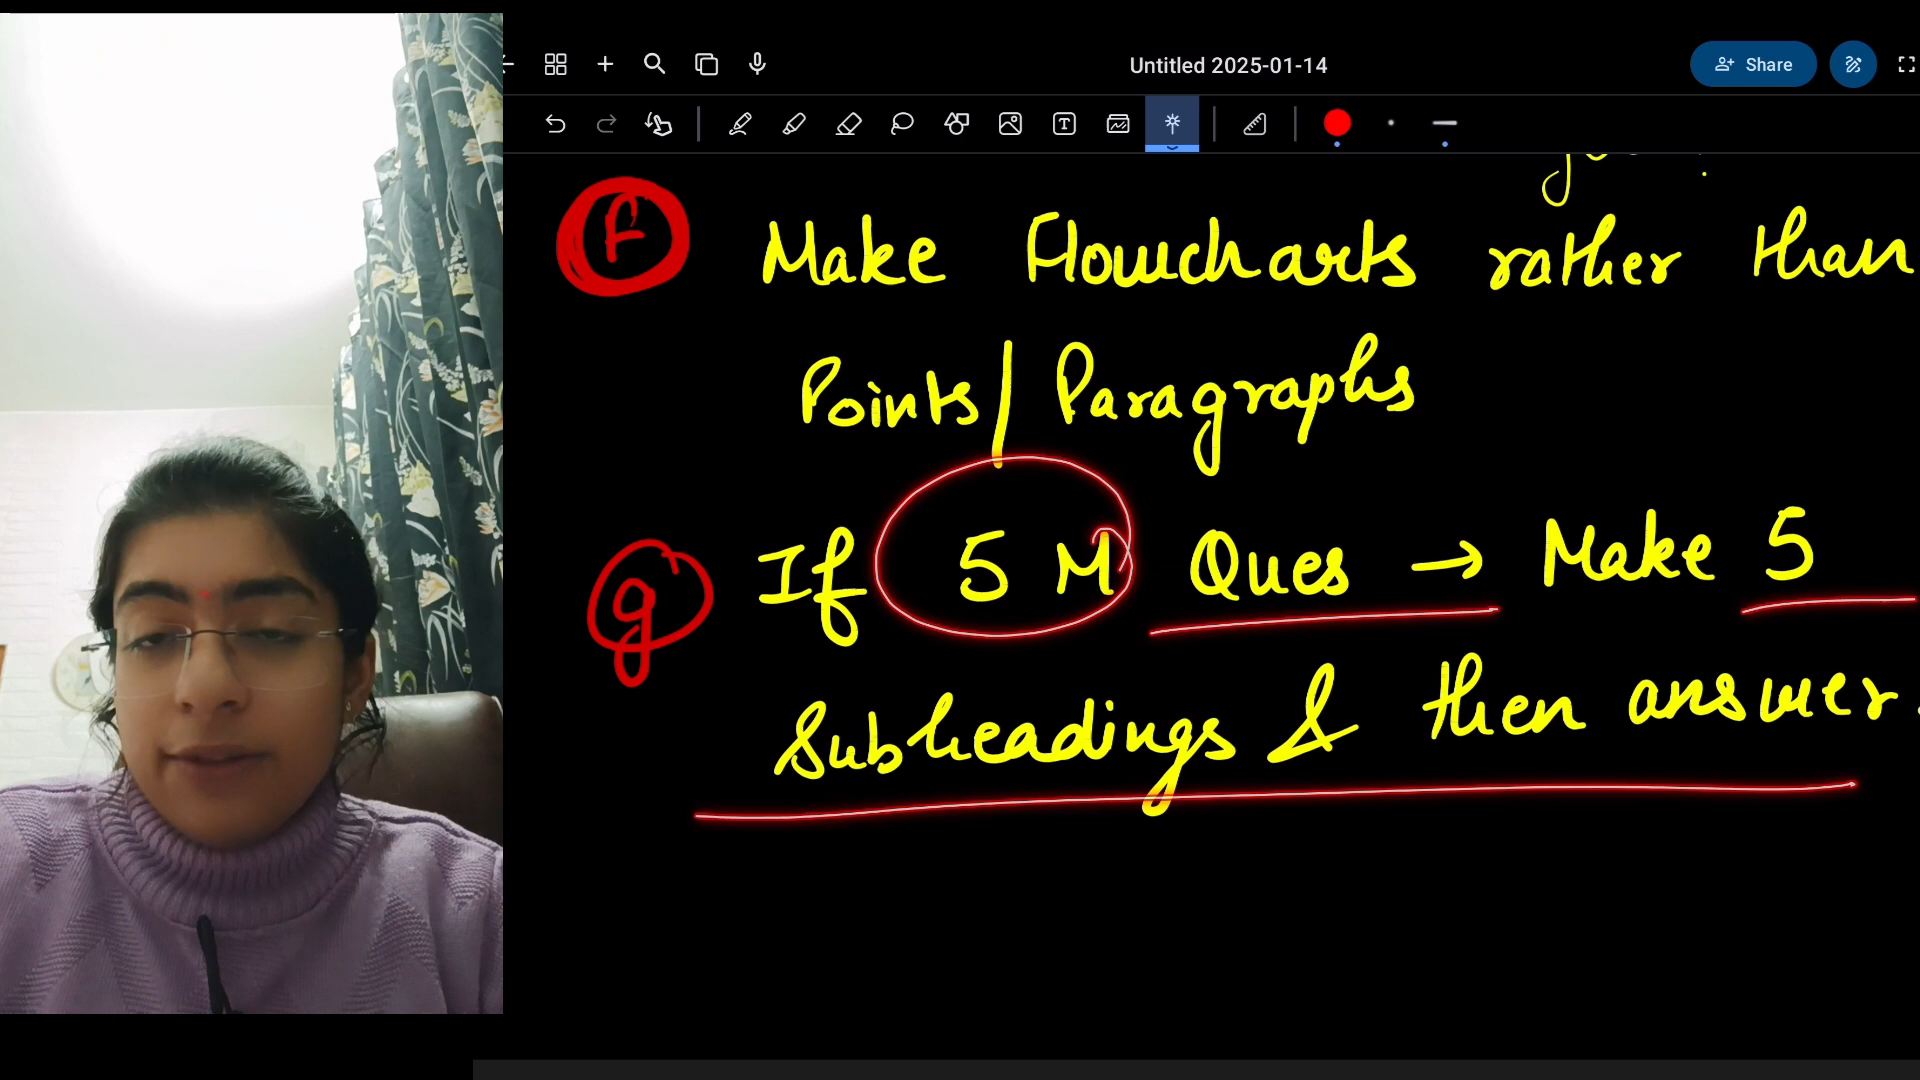 Untitled 2025-01-14
Share
f Make Flowcharts rather than
Points/Paragraphs
g If 5 M Ques → Make 5
Subheadings & then answer.